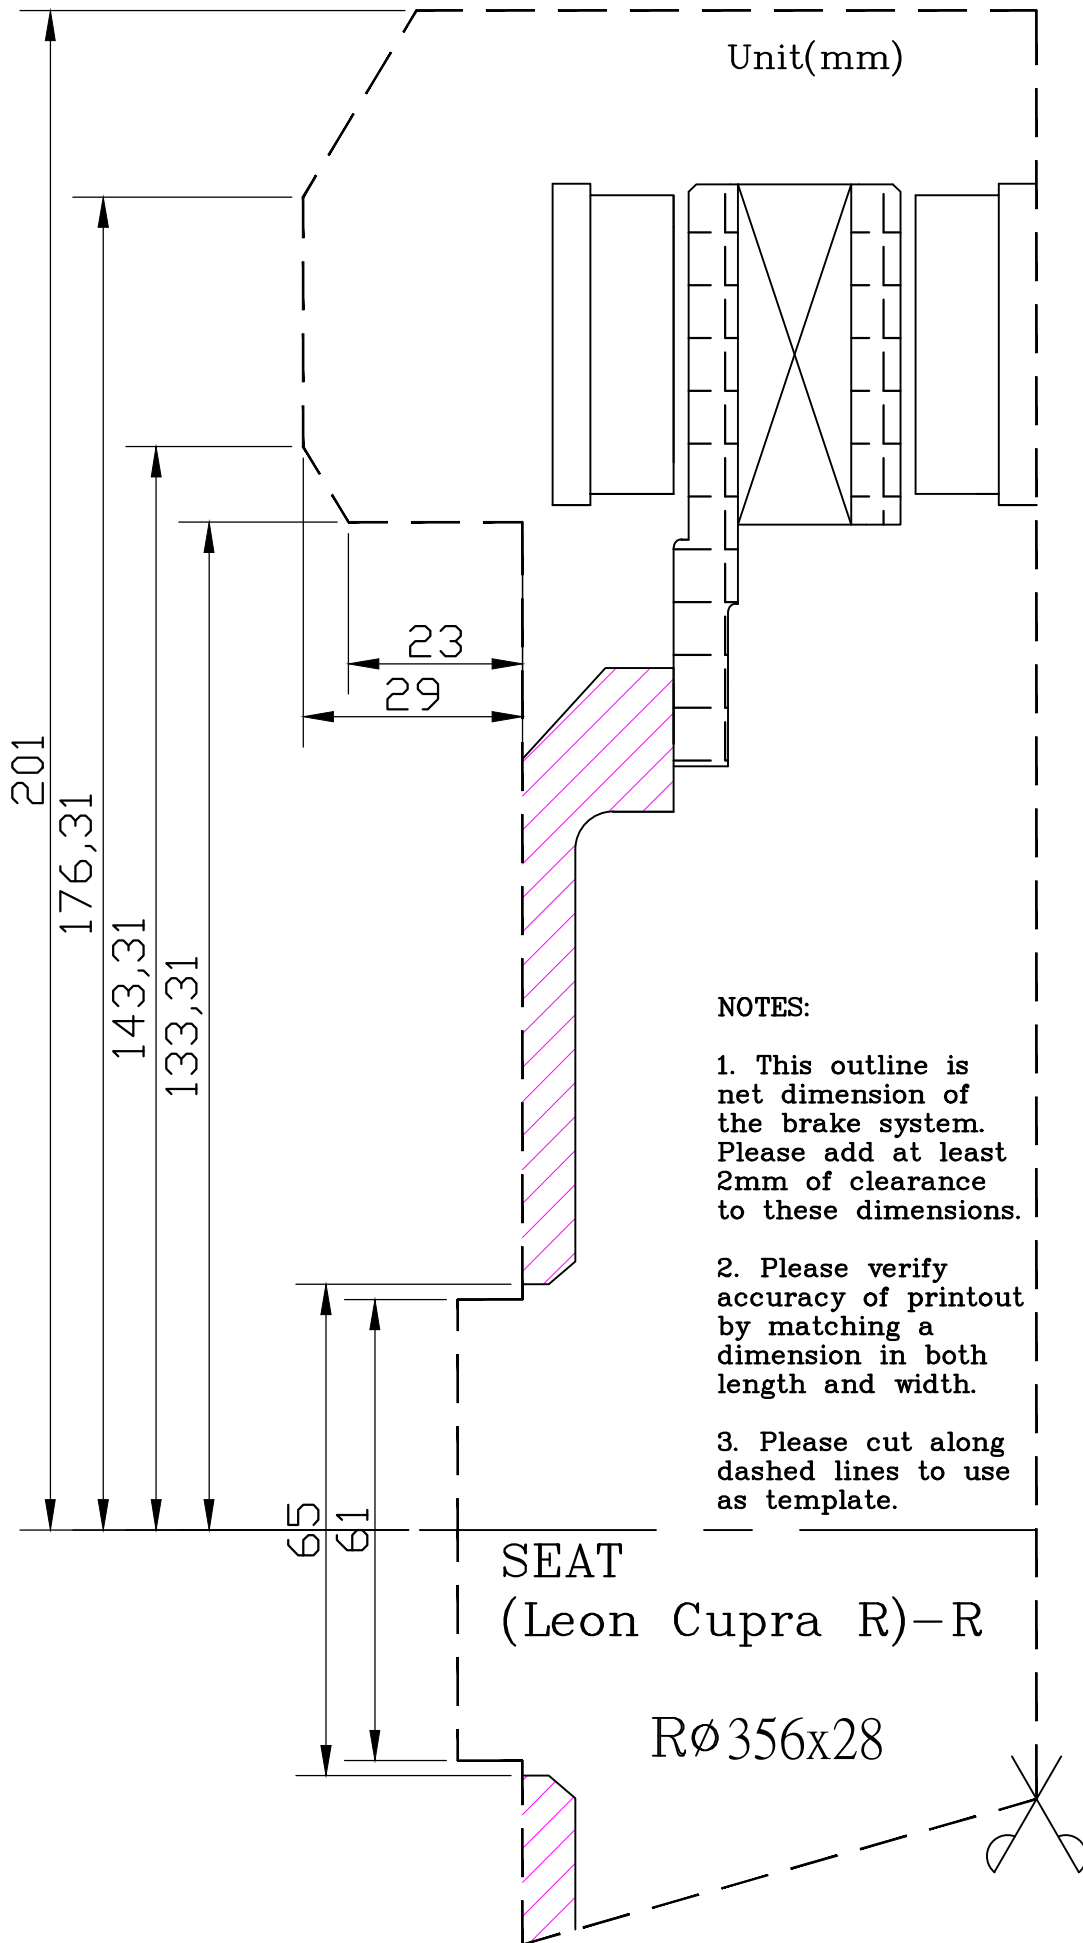 Unit(mm)
23
29
201
176,31
143,31
133,31
NOTES:
1. This outline is
net dimension of
the brake system.
Please add at least
2mm of clearance
to these dimensions.
2. Please verify
accuracy of printout
by matching a
dimension in both
length and width.
3. Please cut along
dashed lines to use
as template.
65
61
SEAT
(Leon Cupra R)-R
RØ356x28